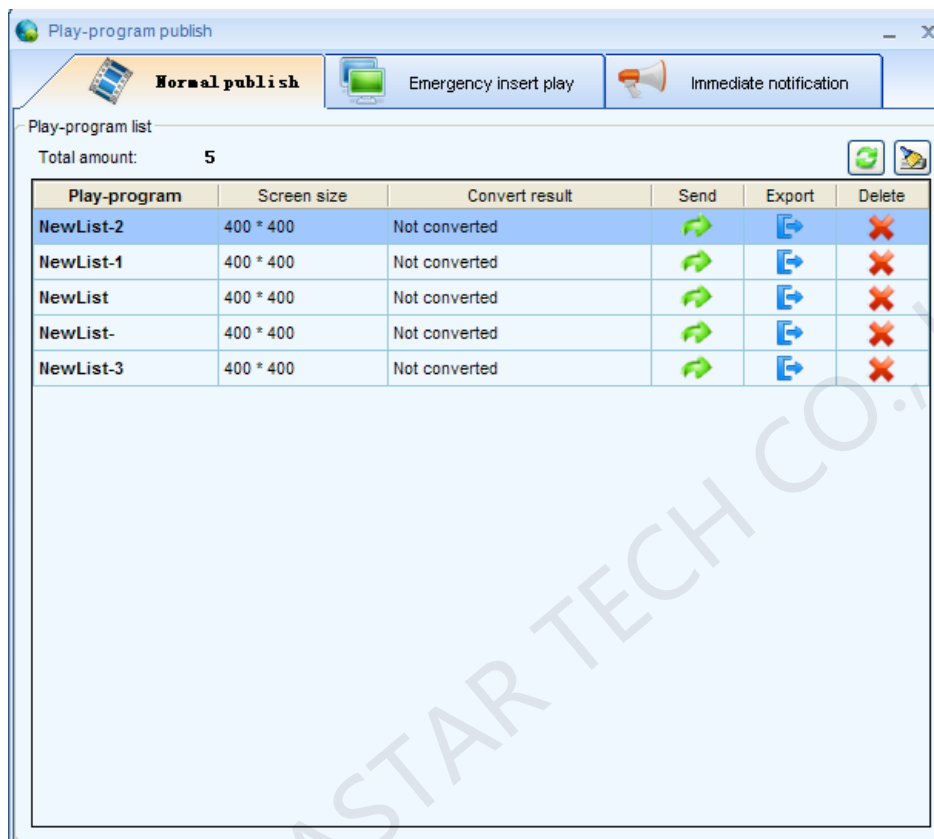 Play-program publish
Normal publish Emergency insert play Immediate notification
Play-program list
Total amount: 5
Play-program Screen size Convert result Send Export Delete
NewList-2 400 * 400 Not converted
NewList-1 400 * 400 Not converted
NewList 400 * 400 Not converted
NewList- 400 * 400 Not converted
NewList-3 400 * 400 Not converted
ASTAR TECH CO.,